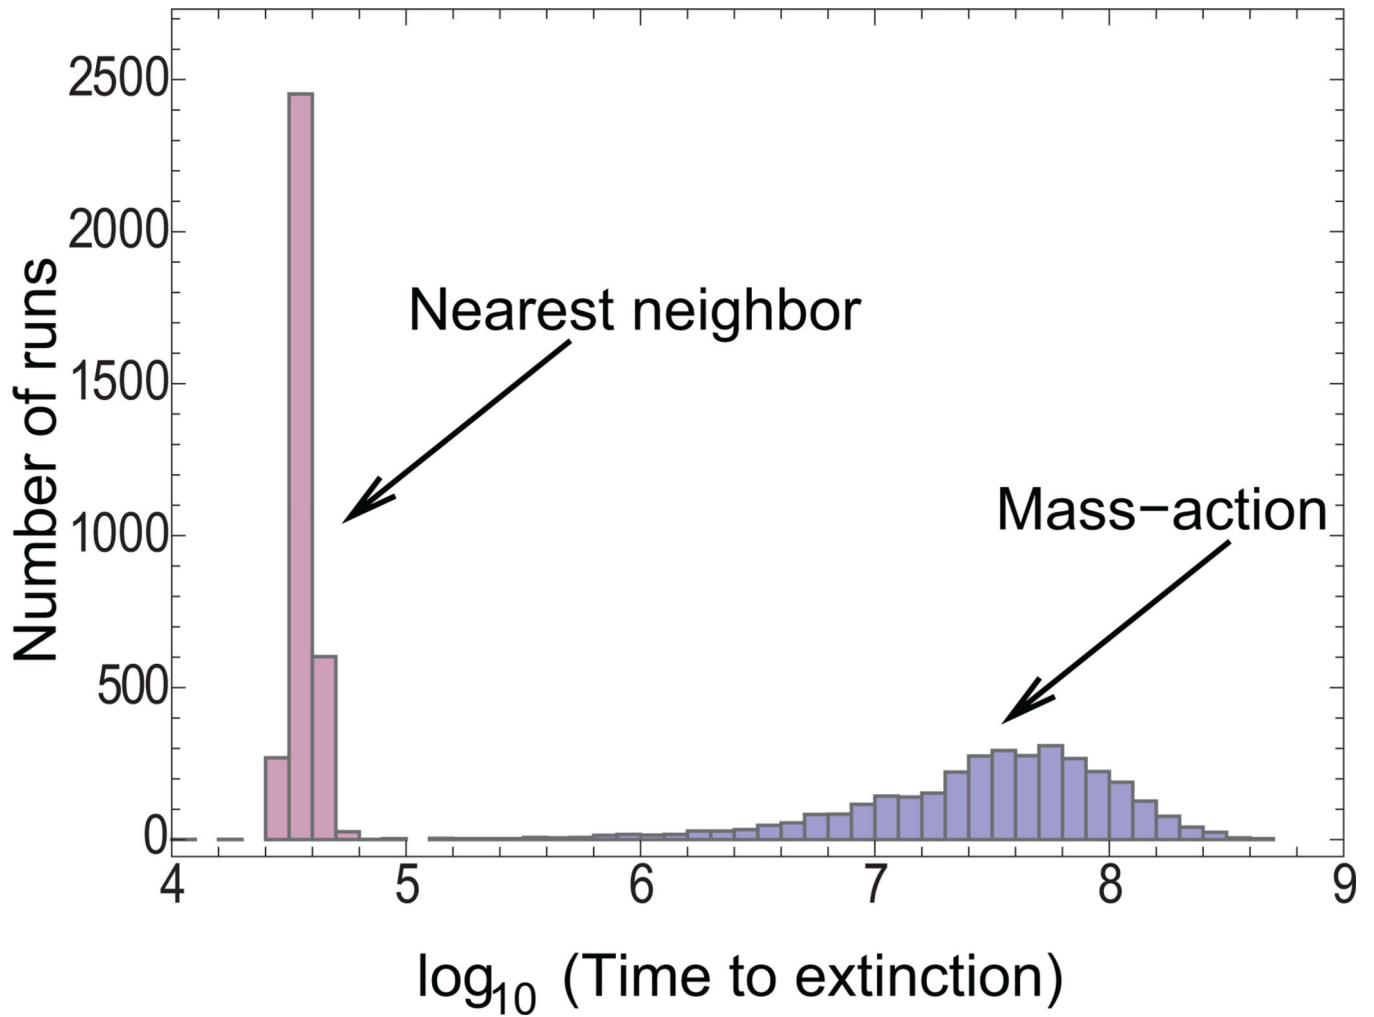 2500
2000
1500
1000
500
0
Number of runs
Nearest neighbor
Mass−action
4 5 6 7 8 9
log10 (Time to extinction)